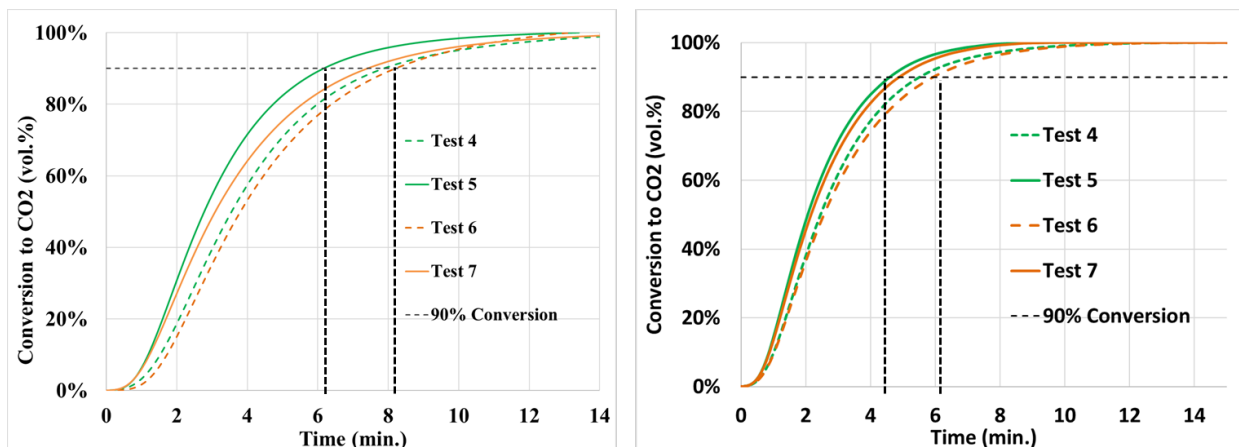 100%
80%
60%
40%
20%
0%
Conversion to CO2 (vol.%)
Test 4
Test 5
Test 6
Test 7
90% Conversion
0 2 4 6 8 10 12 14
Time (min.)
100%
80%
60%
40%
20%
0%
Conversion to CO2 (vol.%)
Test 4
Test 5
Test 6
Test 7
90% Conversion
0 2 4 6 8 10 12 14
Time (min.)